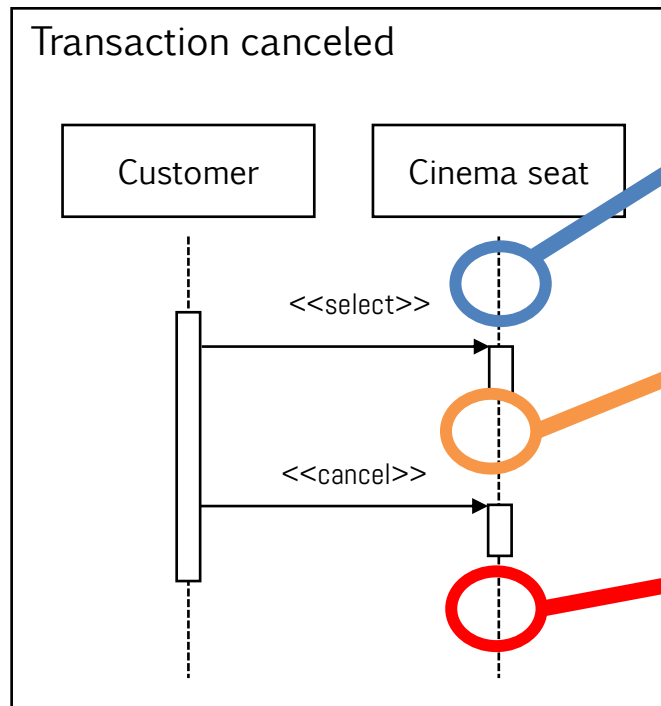 Transaction canceled
Customer
Cinema seat
<<select>>
<<cancel>>